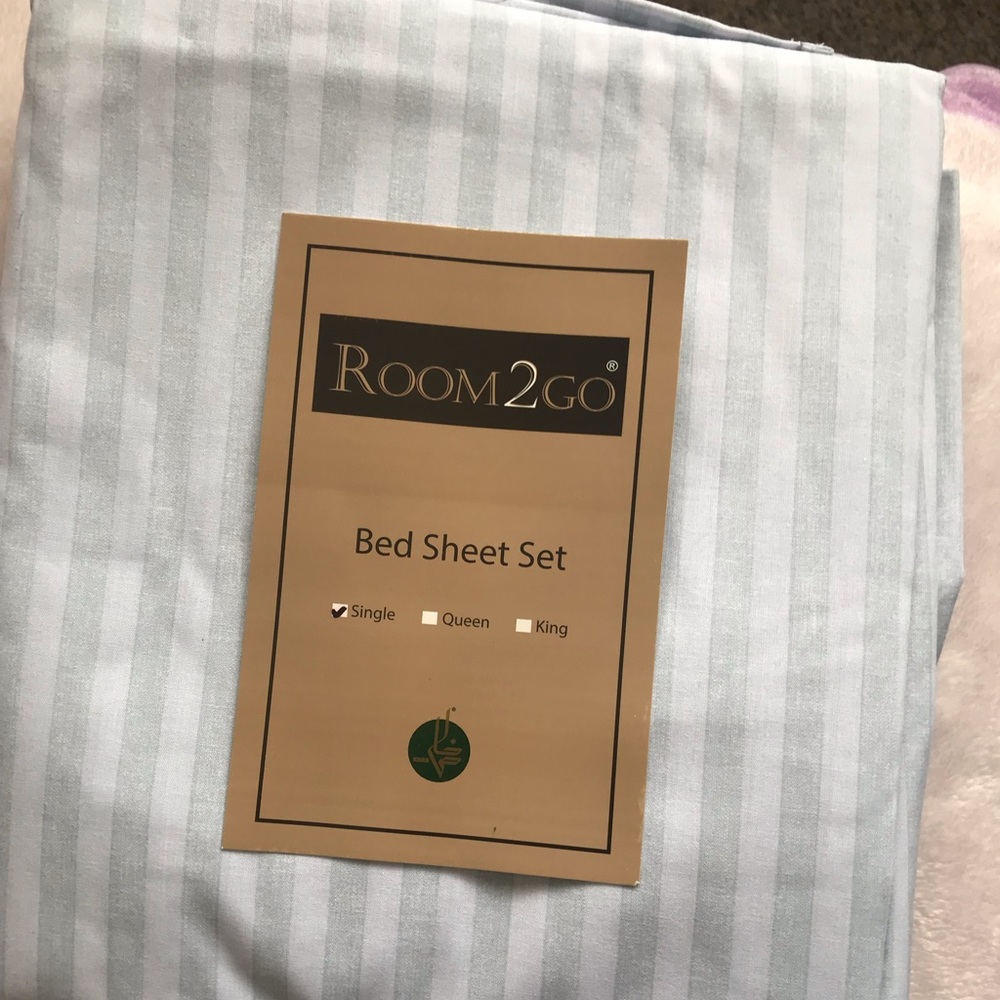 ROOM2GO®
Bed Sheet Set
Single Queen King